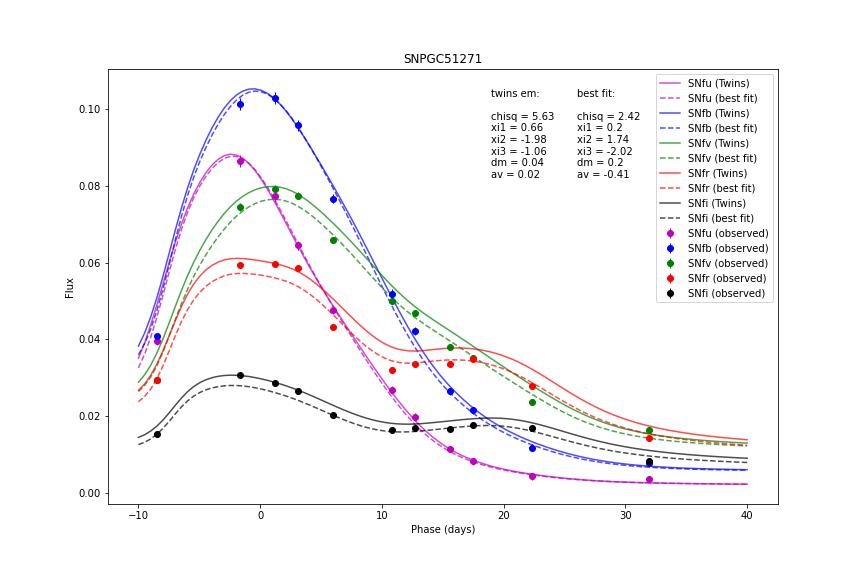 SNPGC51271
twins em: best fit:
chisq = 5.63 chisq = 2.42
xi1 = 0.66 xi1 = 0.2
xi2 = -1.98 xi2 = 1.74
xi3 = -1.06 xi3 = -2.02
dm = 0.04 dm = 0.2
av = 0.02 av = -0.41
SNfu (Twins)
SNfu (best fit)
SNfb (Twins)
SNfb (best fit)
SNfv (Twins)
SNfv (best fit)
SNfr (Twins)
SNfr (best fit)
SNfi (Twins)
SNfi (best fit)
SNfu (observed)
SNfb (observed)
SNfv (observed)
SNfr (observed)
SNfi (observed)
Flux
0.10
0.08
0.06
0.04
0.02
0.00
−10 0 10 20 30 40
Phase (days)